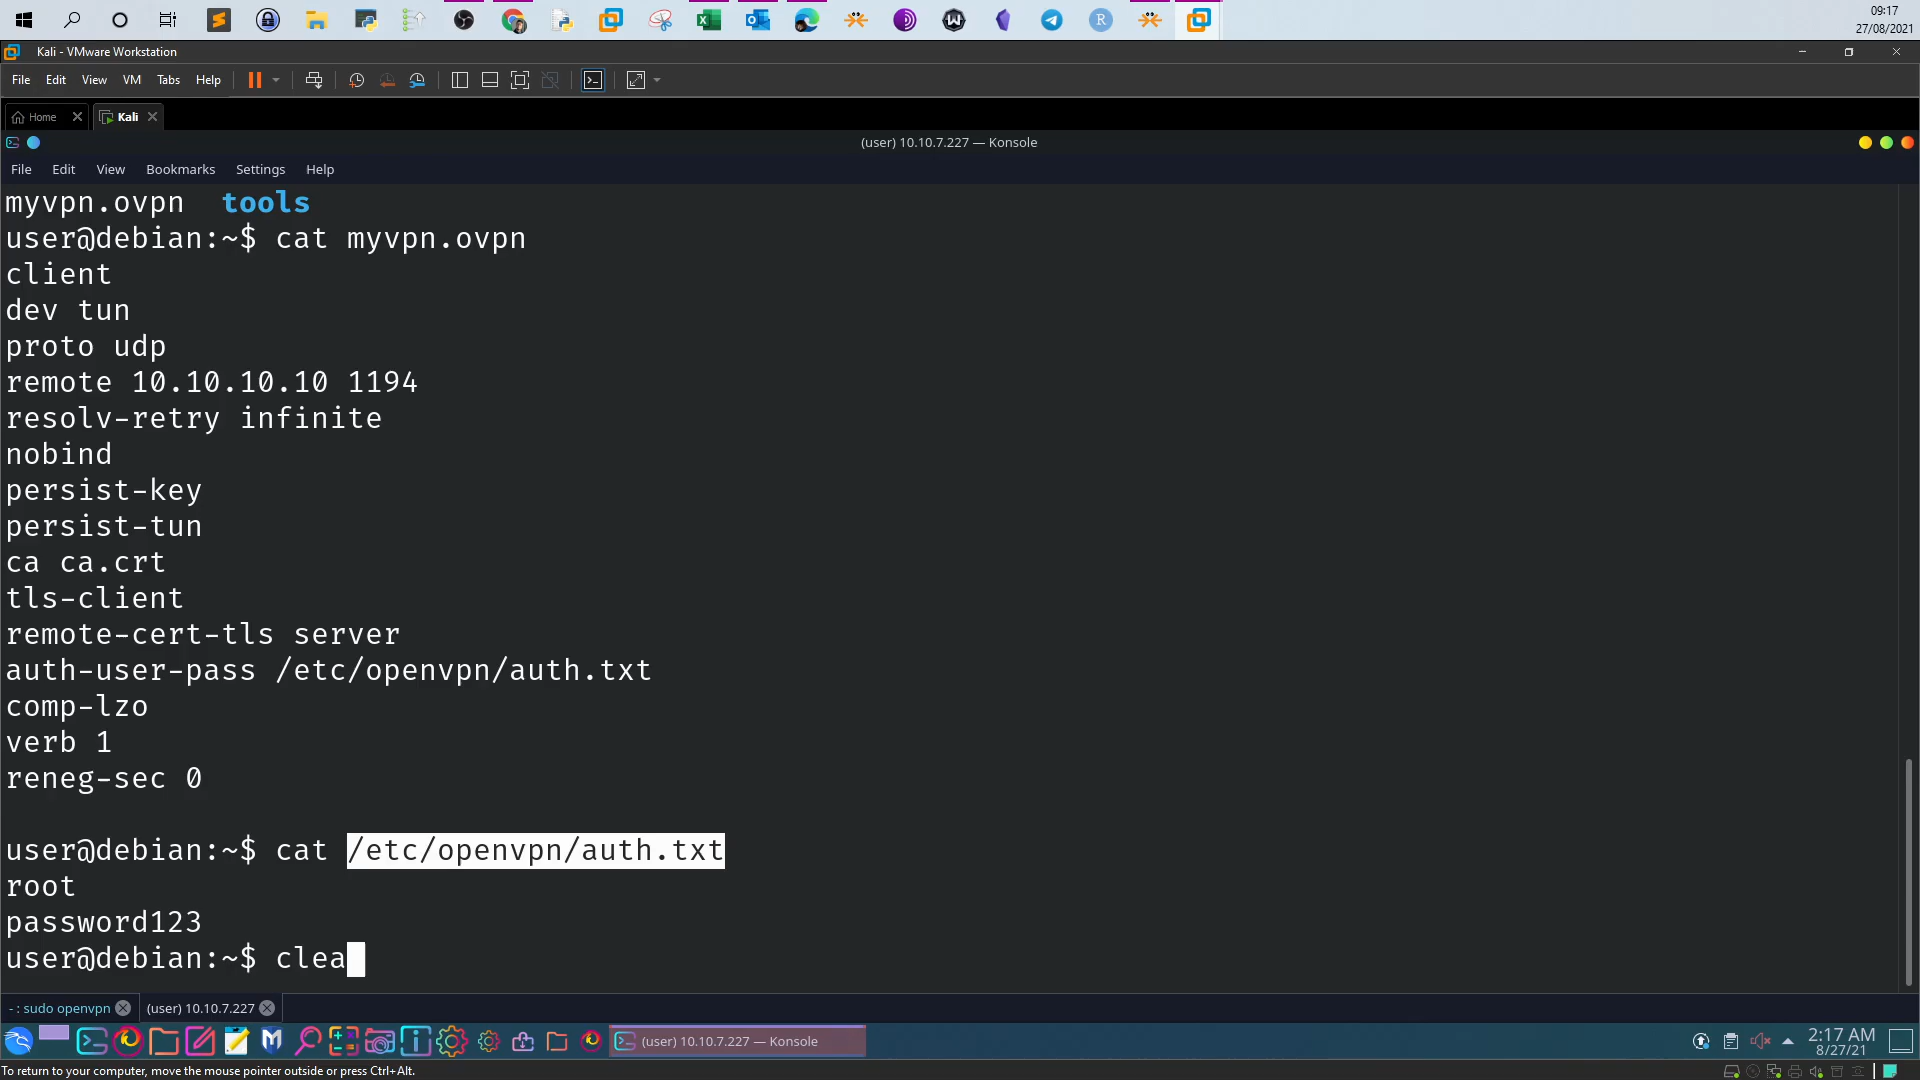 09:17
27/08/2021
Kali - VMware Workstation
File Edit View VM Tabs Help
Home Kali
(user) 10.10.7.227 — Konsole
File Edit View Bookmarks Settings Help
myvpn.ovpn tools
user@debian:~$ cat myvpn.ovpn
client
dev tun
proto udp
remote 10.10.10.10 1194
resolv-retry infinite
nobind
persist-key
persist-tun
ca ca.crt
tls-client
remote-cert-tls server
auth-user-pass /etc/openvpn/auth.txt
comp-lzo
verb 1
reneg-sec 0
user@debian:~$ cat /etc/openvpn/auth.txt
root
password123
user@debian:~$ clea
- : sudo openvpn (user) 10.10.7.227
(user) 10.10.7.227 — Konsole
2:17 AM
8/27/21
To return to your computer, move the mouse pointer outside or press Ctrl+Alt.